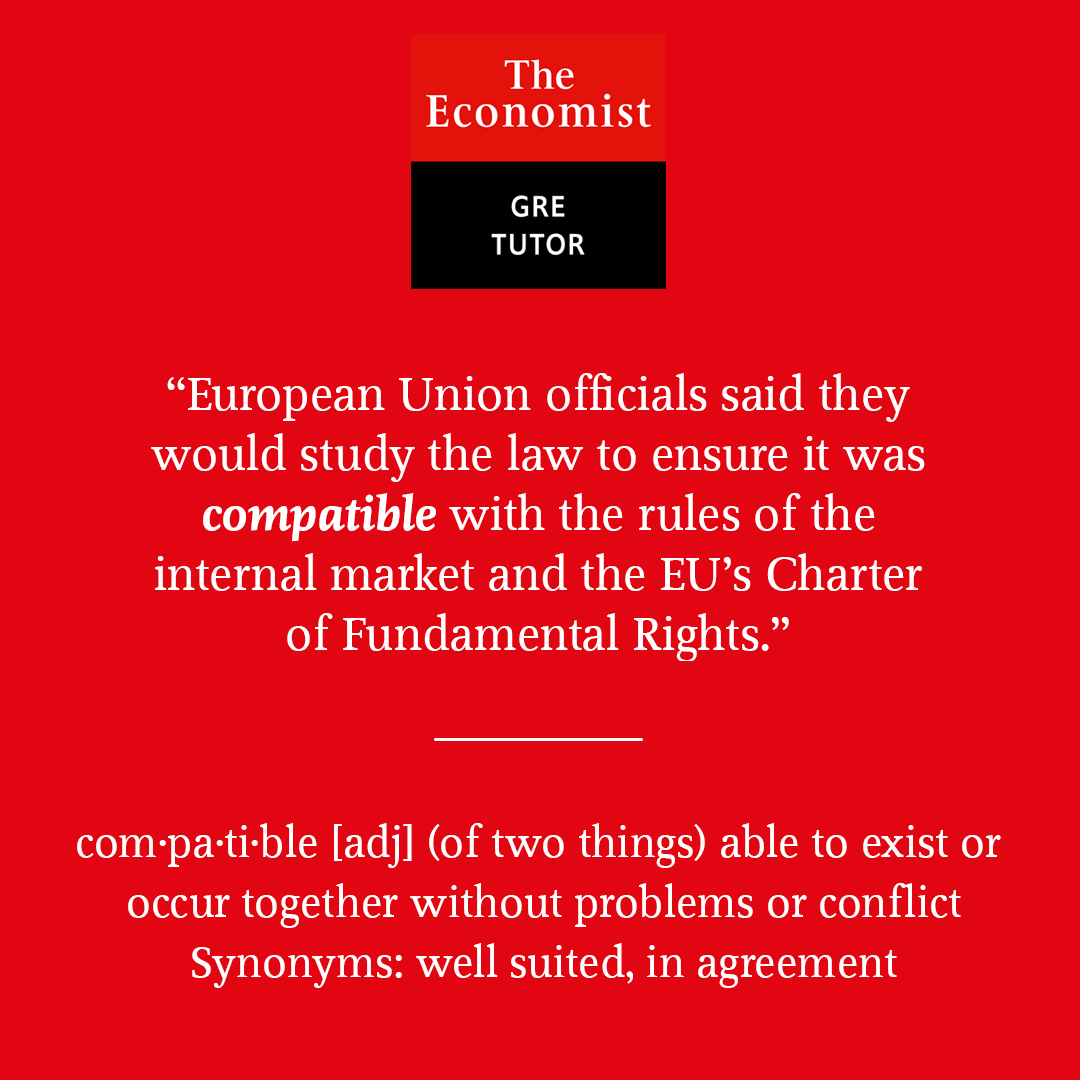 The
Economist
GRE
TUTOR
“European Union officials said they
would study the law to ensure it was
compatible with the rules of the
internal market and the EU’s Charter
of Fundamental Rights.”
com·pa·ti·ble [adj] (of two things) able to exist or
occur together without problems or conflict
Synonyms: well suited, in agreement